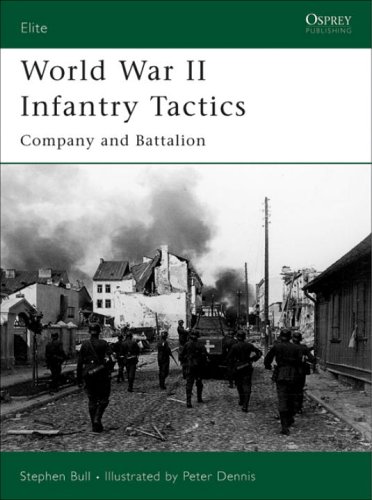 Elite
OSPREY
PUBLISHING
World War II
Infantry Tactics
Company and Battalion
Stephen Bull • Illustrated by Peter Dennis